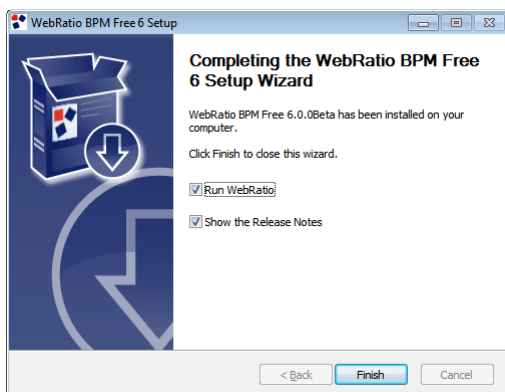 WebRatio BPM Free 6 Setup
Completing the WebRatio BPM Free
6 Setup Wizard
WebRatio BPM Free 6.0.0Beta has been installed on your
computer.
Click Finish to close this wizard.
Run WebRatio
Show the Release Notes
< Back
Finish
Cancel